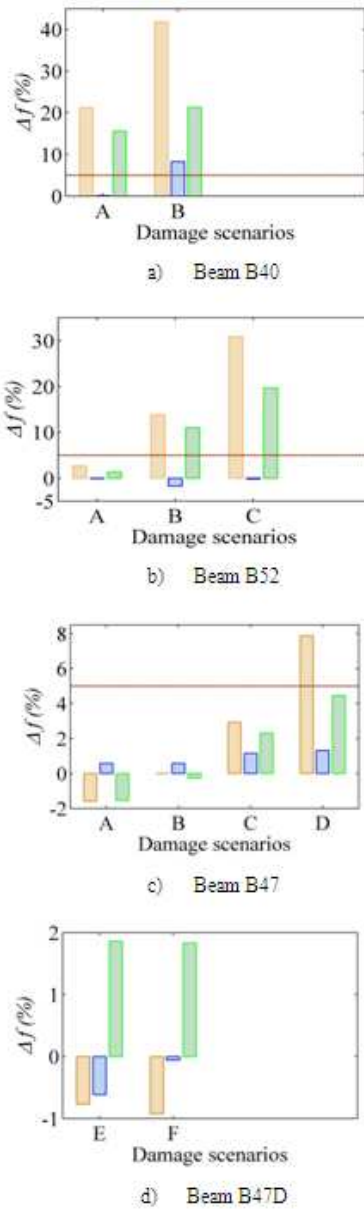 40
30
20
10
0
Δf (%)
A B
Damage scenarios
a) Beam B40
30
20
10
0
-5
Δf (%)
A B C
Damage scenarios
b) Beam B52
8
6
4
2
0
-2
Δf (%)
A B C D
Damage scenarios
c) Beam B47
2
1
0
-1
Δf (%)
E F
Damage scenarios
d) Beam B47D